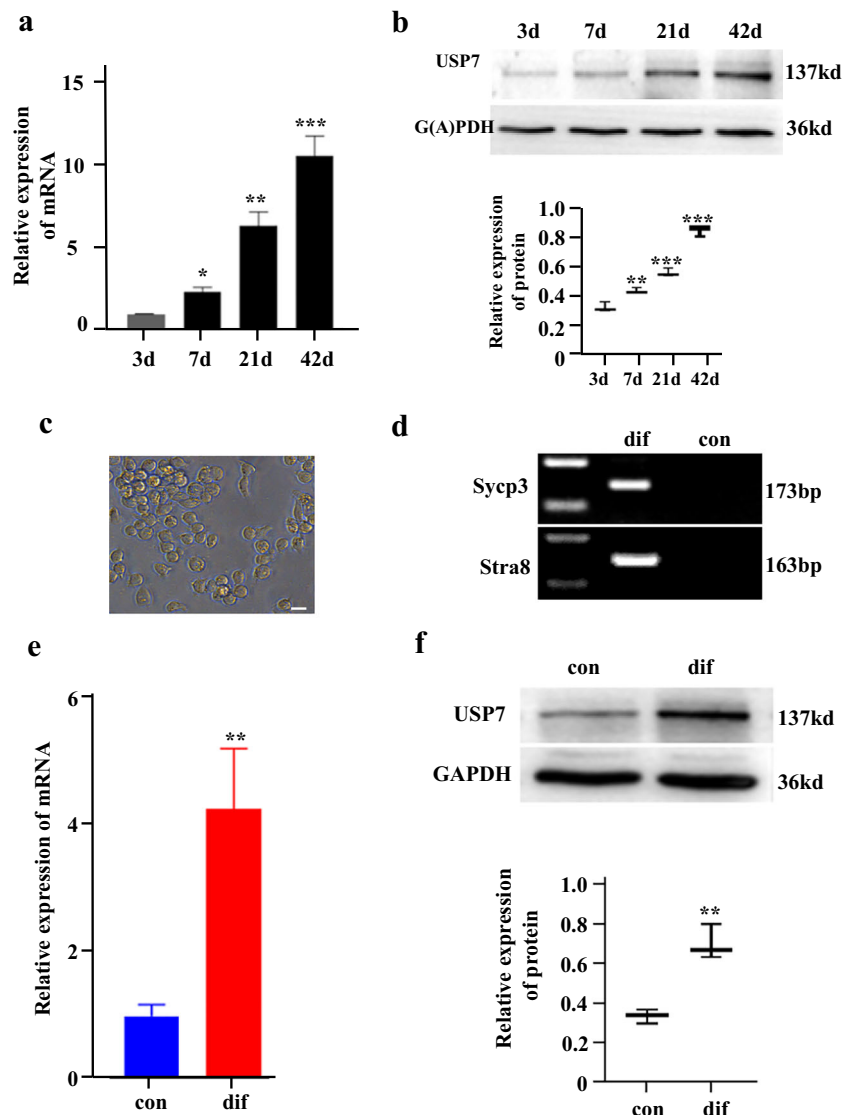 a
Relative expression
of mRNA
15
10
5
0
*
**
***
3d 7d 21d 42d
b
3d 7d 21d 42d
USP7 137kd
G(A)PDH 36kd
Relative expression
of protein
1.0
0.8
0.6
0.4
0.2
0
**
***
***
3d 7d 21d 42d
c
d
dif con
Sycp3 173bp
Stra8 163bp
e
Relative expression of mRNA
6
4
2
0
**
con dif
f
con dif
USP7 137kd
GAPDH 36kd
Relative expression
of protein
1.0
0.8
0.6
0.4
0.2
0
**
con dif